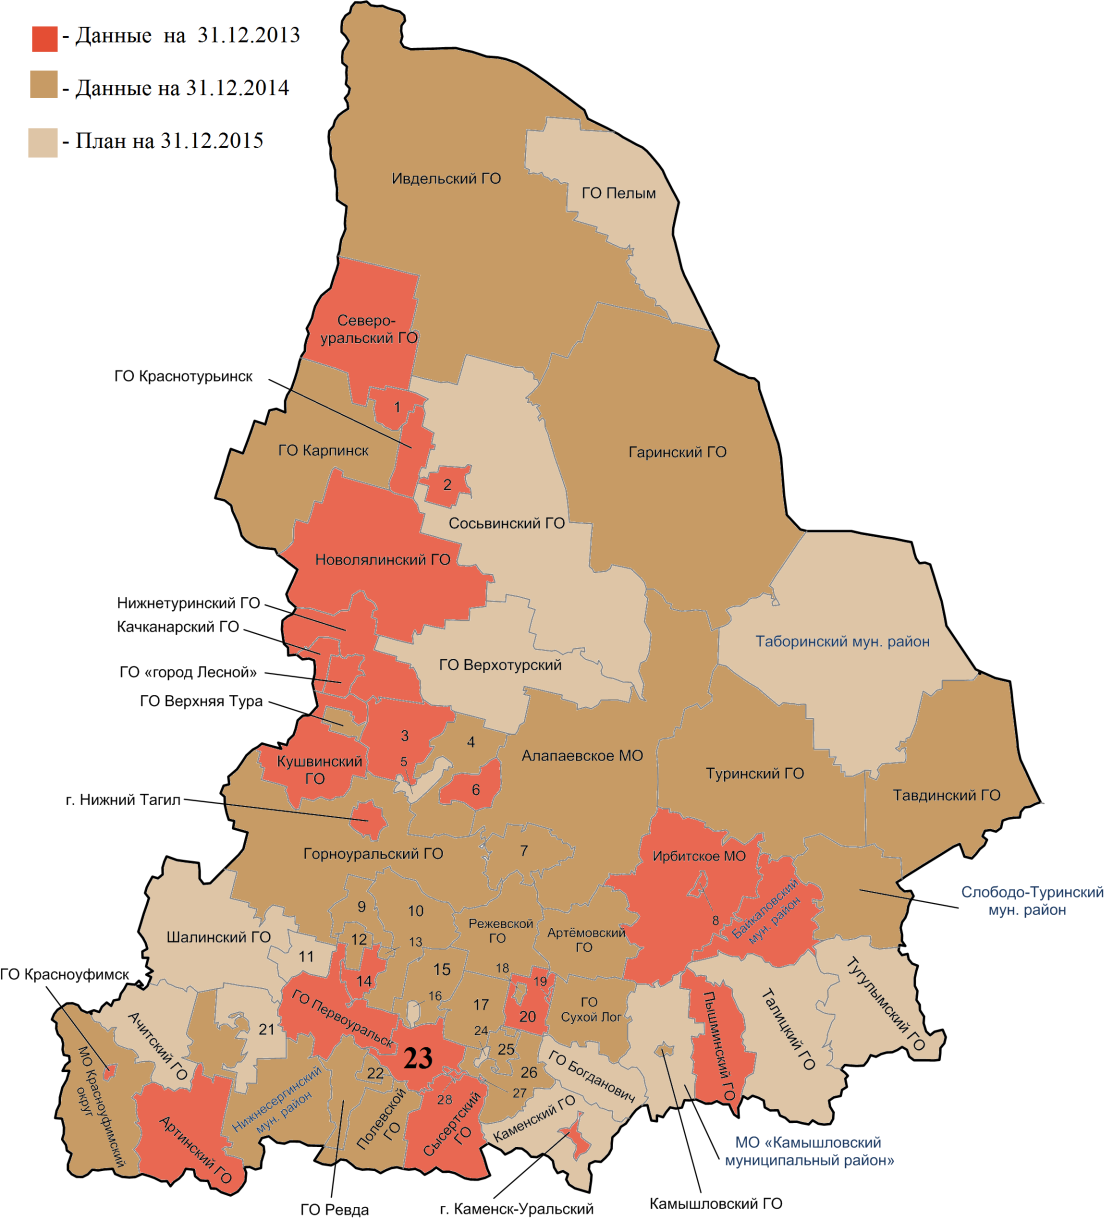 - Данные на 31.12.2013
- Данные на 31.12.2014
- План на 31.12.2015
Ивдельский ГО
ГО Пелым
Северо-
уральский ГО
ГО Краснотурьинск
1
ГО Карпинск
Гаринский ГО
2
Сосьвинский ГО
Новолялинский ГО
Нижнетуринский ГО
Качканарский ГО
Таборинский мун. район
ГО «город Лесной»
ГО Верхотурский
ГО Верхняя Тура
3
4
5
Кушвинский
ГО
Алапаевское МО
Туринский ГО
6
Тавдинский ГО
г. Нижний Тагил
Горноуральский ГО
7
Ирбитское МО
8
Байкаловский
мун. район
Слободо-Туринский
мун. район
9
10
Режевской
ГО
Артёмовский
ГО
Шалинский ГО
11
12
13
14
15
16
17
18
19
20
ГО
Сухой Лог
ГО Красноуфимск
Ачитский ГО
21
ГО Первоуральск
23
24
25
26
27
22
28
Пышминский ГО
Талицкий ГО
Тугулымский ГО
МО Красноуфимский
округ
Артинский ГО
Нижнесергинский
мун. район
Полевской
ГО
Сысертский
ГО
ГО Богданович
Каменский ГО
МО «Камышловский
муниципальный район»
Камышловский ГО
ГО Ревда
г. Каменск-Уральский